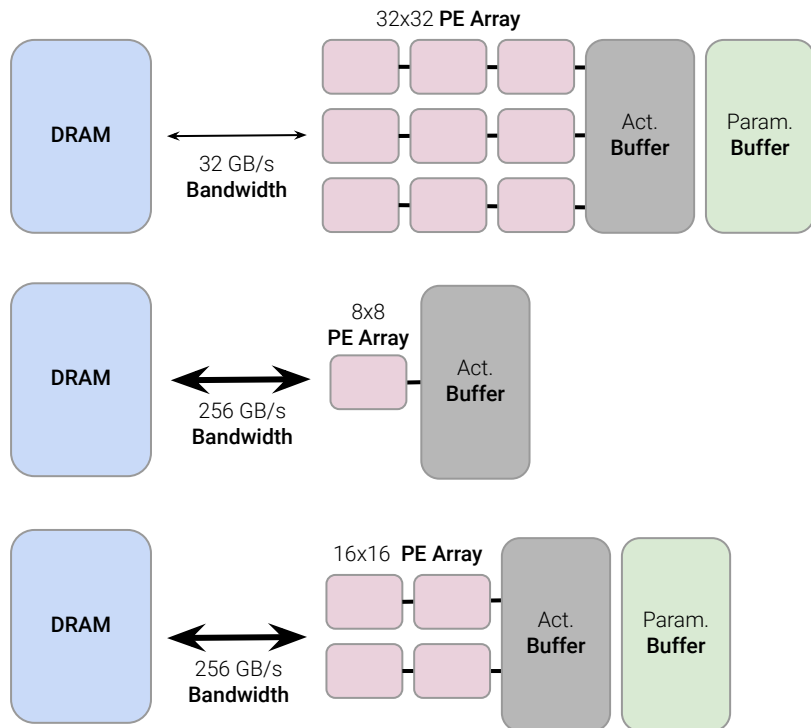 32x32 PE Array
DRAM
32 GB/s
Bandwidth
Act.
Buffer
Param.
Buffer
DRAM
256 GB/s
Bandwidth
8x8
PE Array
Act.
Buffer
DRAM
256 GB/s
Bandwidth
16x16 PE Array
Act.
Buffer
Param.
Buffer